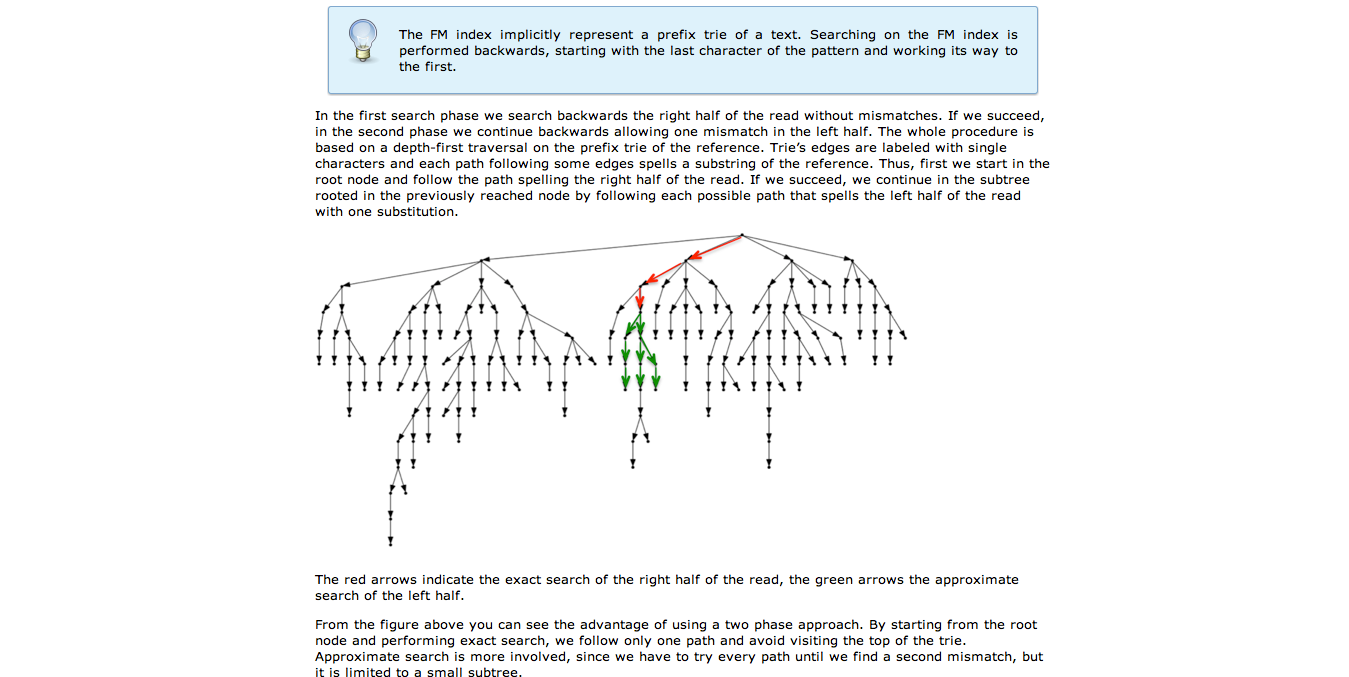 The FM index implicitly represent a prefix trie of a text. Searching on the FM index is
performed backwards, starting with the last character of the pattern and working its way to
the first.
In the first search phase we search backwards the right half of the read without mismatches. If we succeed,
in the second phase we continue backwards allowing one mismatch in the left half. The whole procedure is
based on a depth-first traversal on the prefix trie of the reference. Trie’s edges are labeled with single
characters and each path following some edges spells a substring of the reference. Thus, first we start in the
root node and follow the path spelling the right half of the read. If we succeed, we continue in the subtree
rooted in the previously reached node by following each possible path that spells the left half of the read
with one substitution.
The red arrows indicate the exact search of the right half of the read, the green arrows the approximate
search of the left half.
From the figure above you can see the advantage of using a two phase approach. By starting from the root
node and performing exact search, we follow only one path and avoid visiting the top of the trie.
Approximate search is more involved, since we have to try every path until we find a second mismatch, but
it is limited to a small subtree.